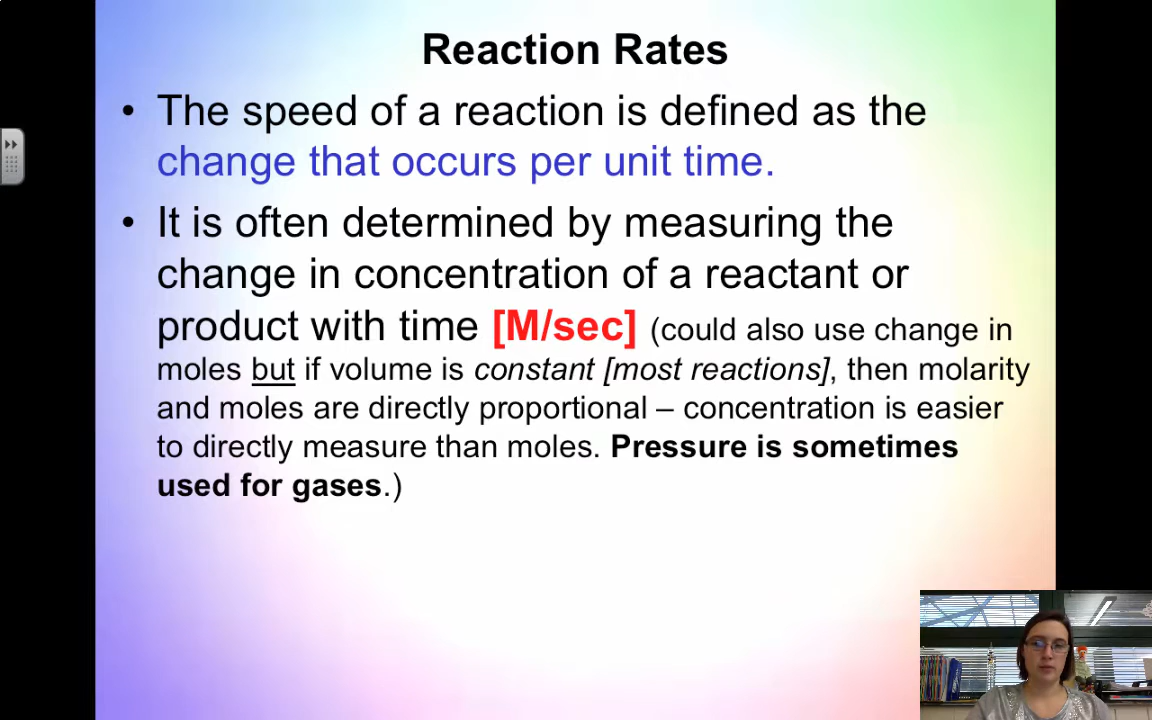 Reaction Rates
• The speed of a reaction is defined as the
change that occurs per unit time.
• It is often determined by measuring the
change in concentration of a reactant or
product with time [M/sec] (could also use change in
moles but if volume is constant [most reactions], then molarity
and moles are directly proportional – concentration is easier
to directly measure than moles. Pressure is sometimes
used for gases.)